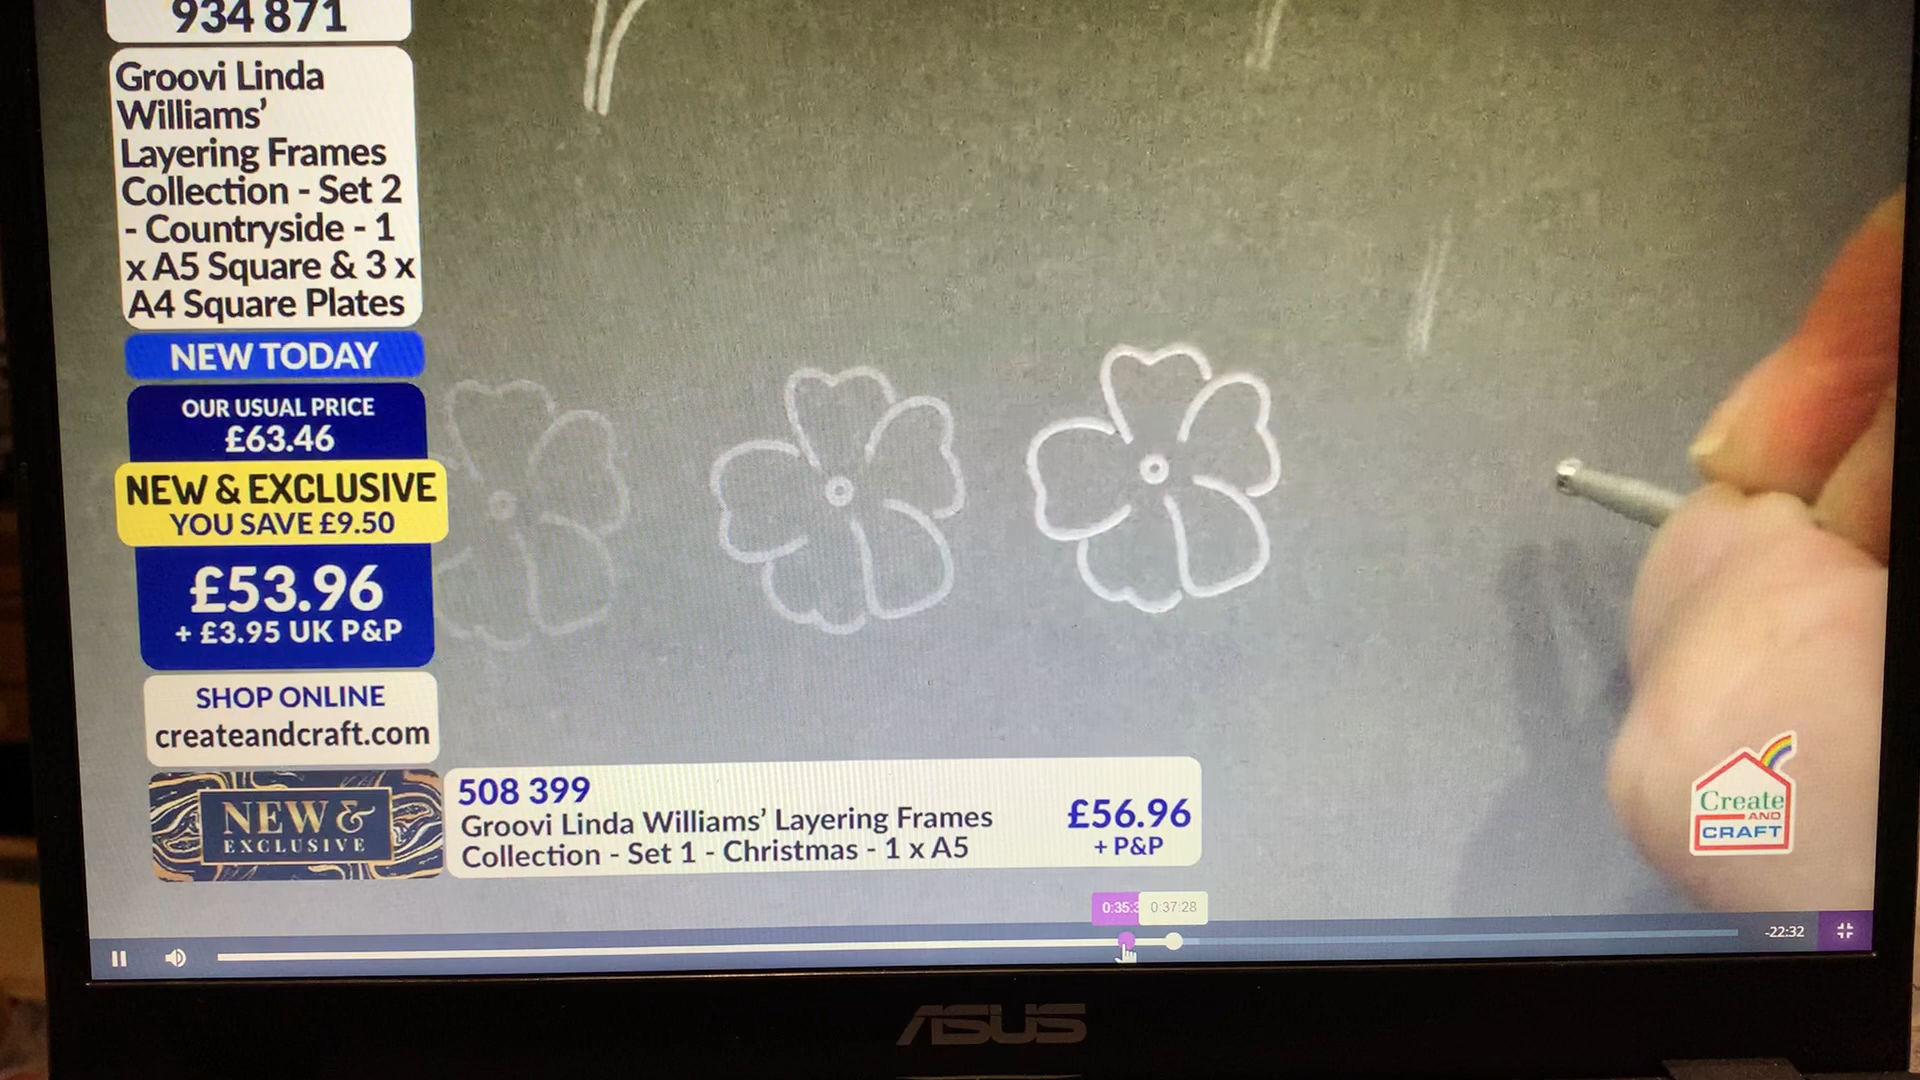 934 871
Groovi Linda
Williams'
Layering Frames
Collection - Set 2
- Countryside - 1
x A5 Square & 3 x
A4 Square Plates
NEW TODAY
OUR USUAL PRICE
£63.46
NEW & EXCLUSIVE
YOU SAVE £9.50
£53.96
+ £3.95 UK P&P
SHOP ONLINE
createandcraft.com
NEW &
EXCLUSIVE
508 399
Groovi Linda Williams' Layering Frames
Collection - Set 1 - Christmas - 1 x A5
£56.96
+ P&P
Create
AND
CRAFT
0:35:3
0:37:28
-22:32
ASUS